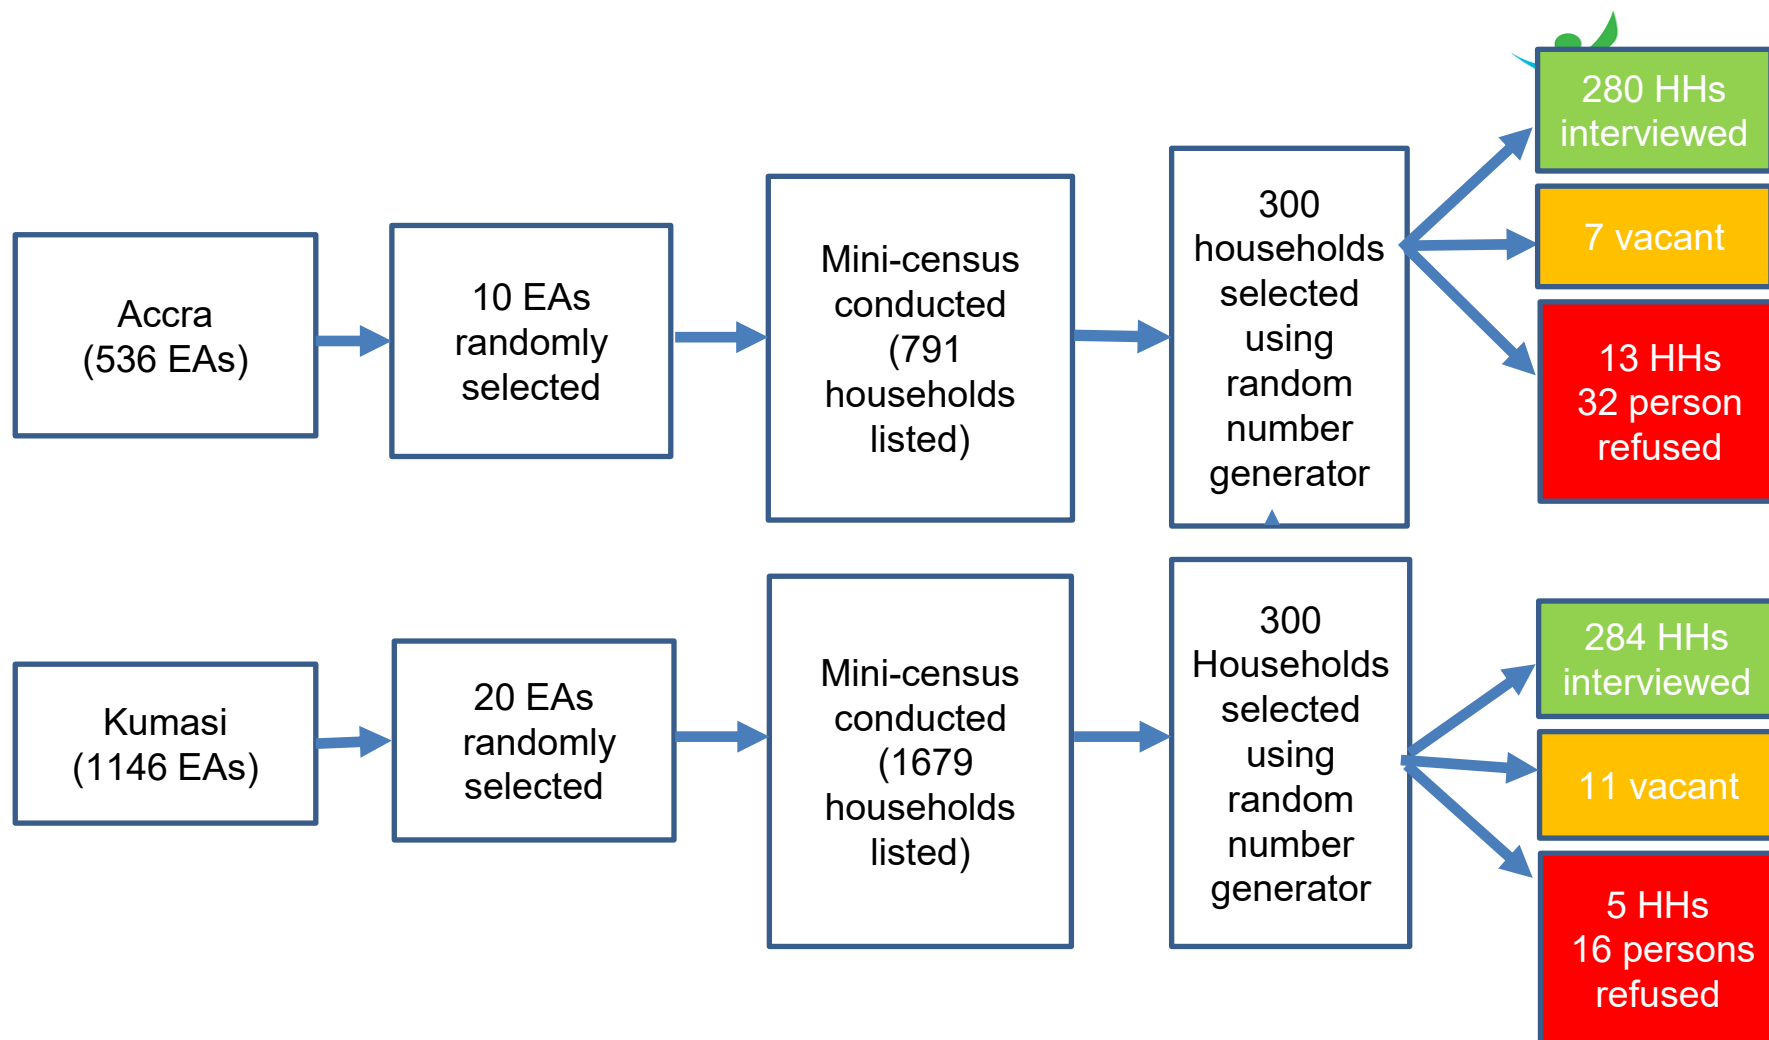 Accra
(536 EAs)
10 EAs
randomly
selected
Mini-census
conducted
(791
households
listed)
300
households
selected
using
random
number
generator
280 HHs
interviewed
7 vacant
13 HHs
32 person
refused
Kumasi
(1146 EAs)
20 EAs
randomly
selected
Mini-census
conducted
(1679
households
listed)
300
Households
selected
using
random
number
generator
284 HHs
interviewed
11 vacant
5 HHs
16 persons
refused